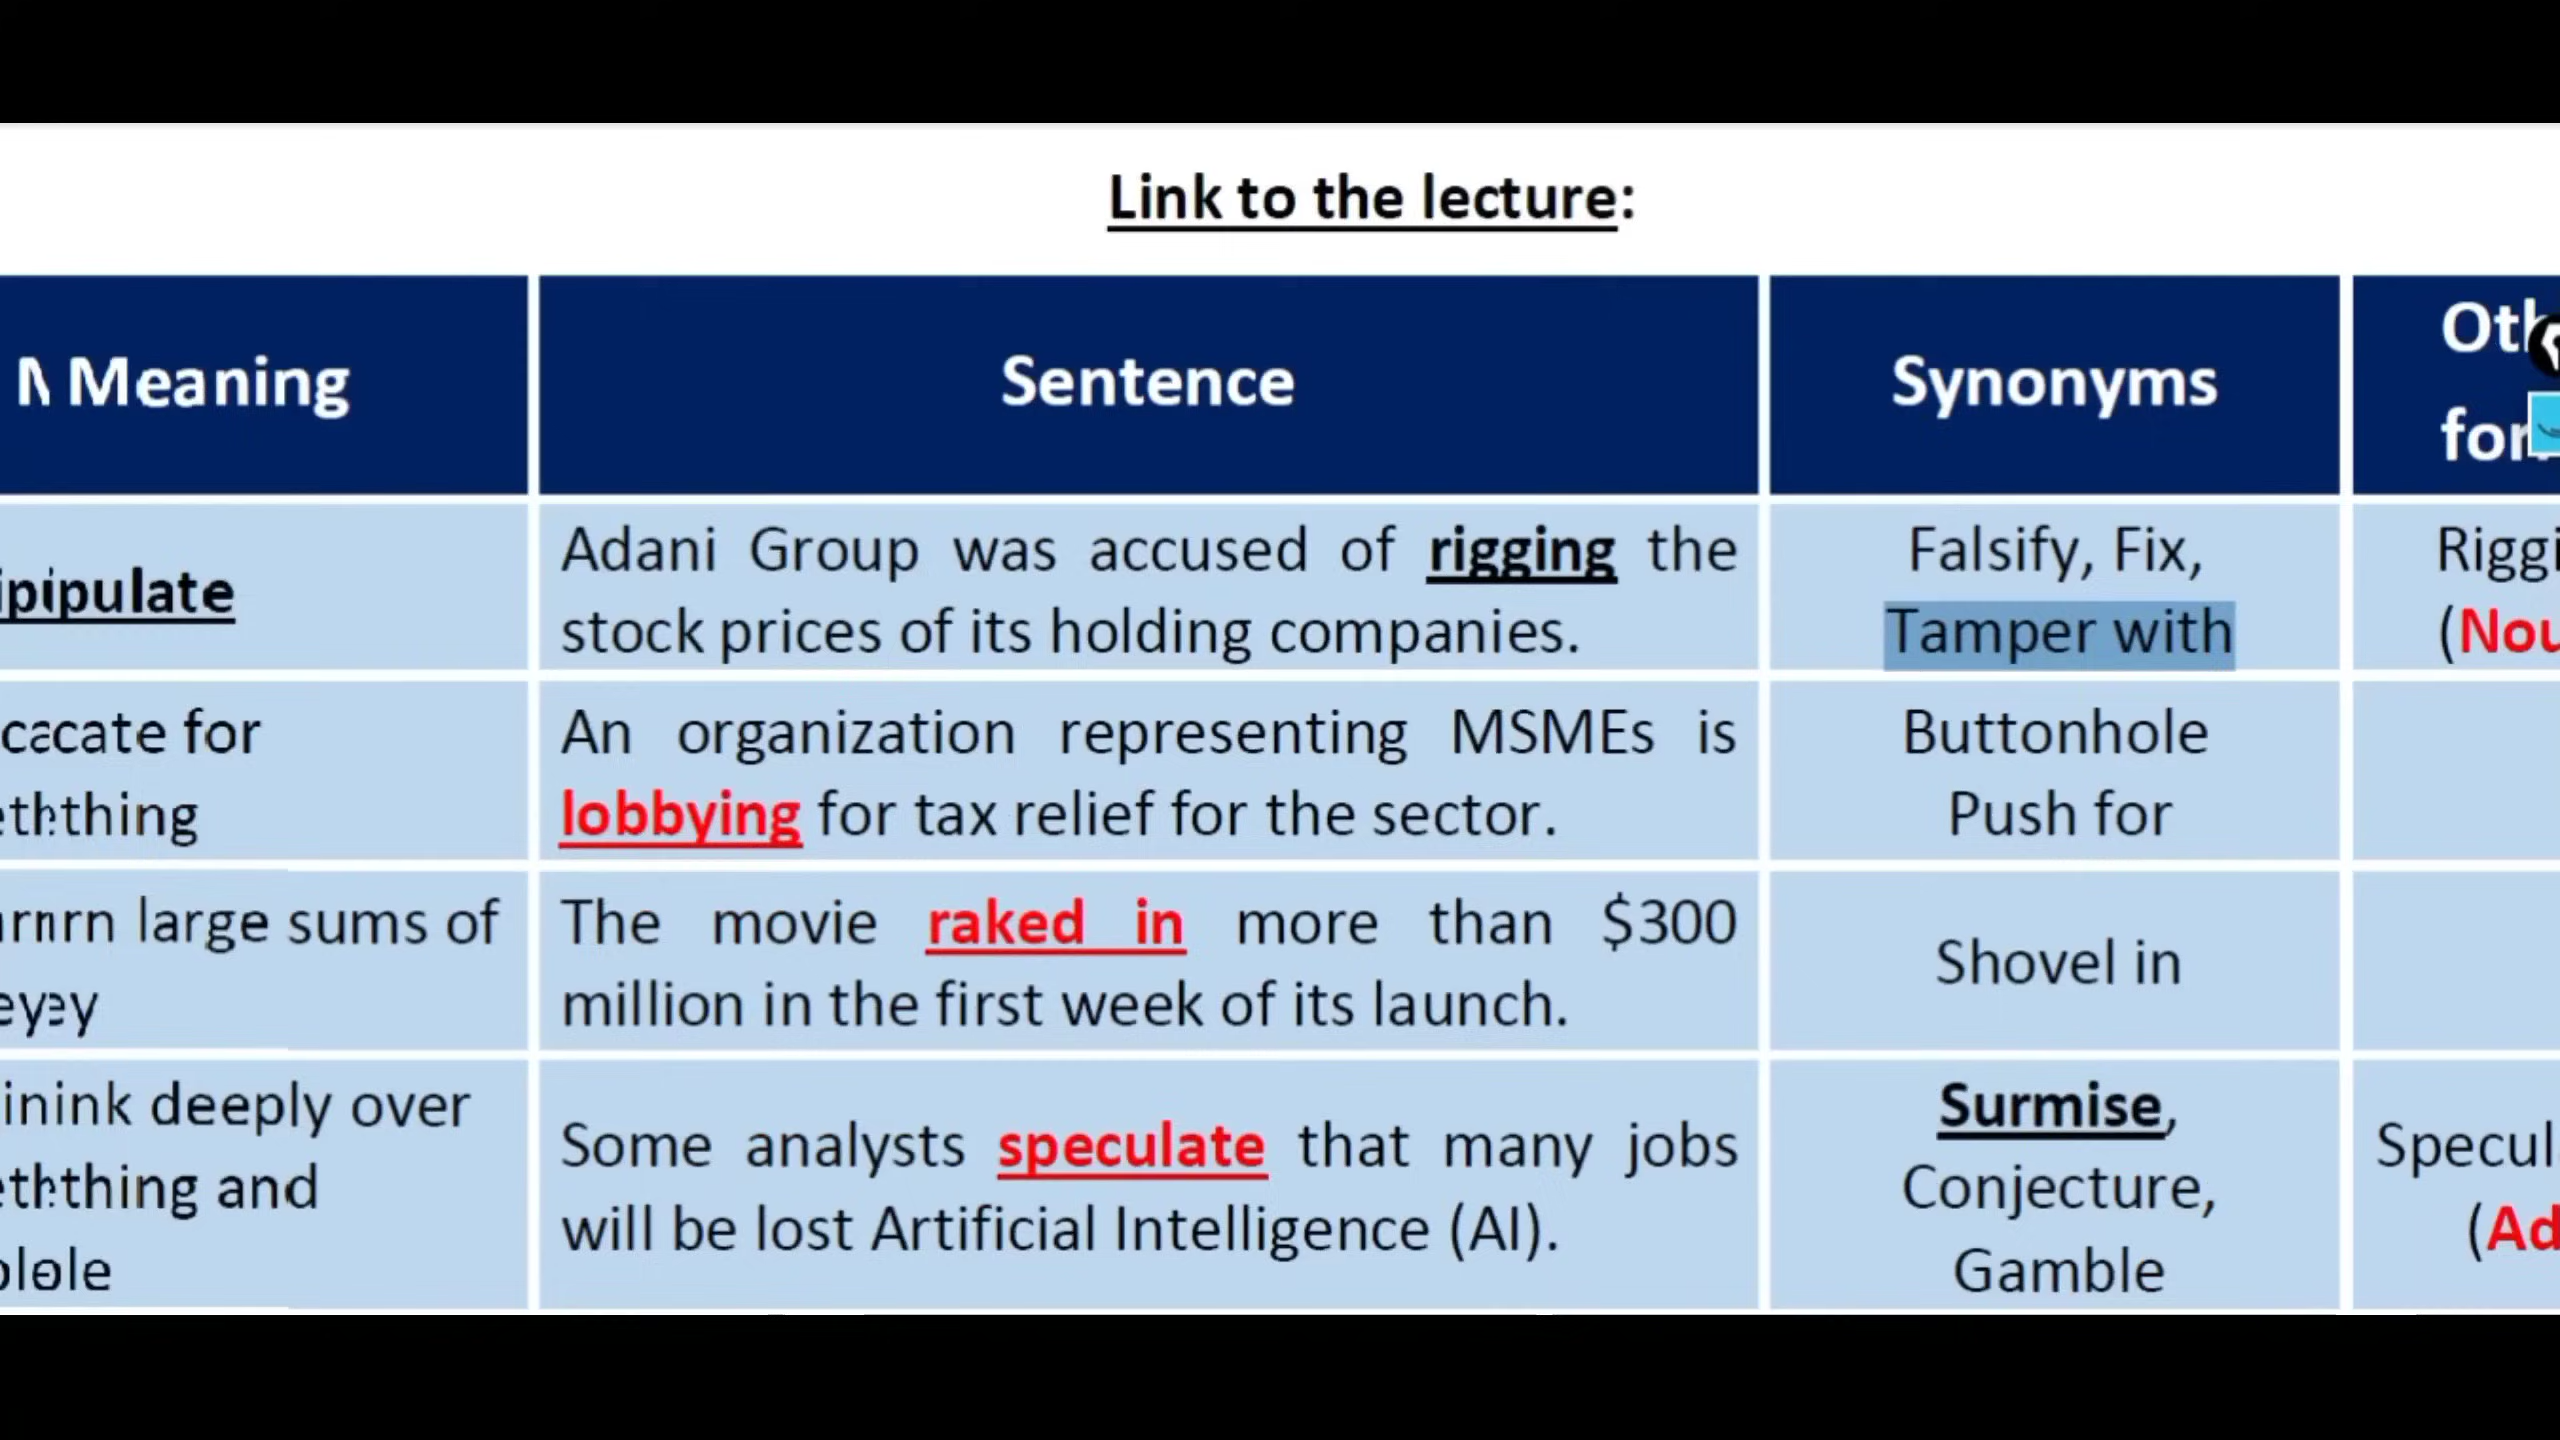 Link to the lecture:
Meaning
Sentence
Synonyms
Adani Group was accused of rigging the
stock prices of its holding companies.
Falsify, Fix,
Tamper with
An organization representing MSMEs is
lobbying for tax relief for the sector.
Buttonhole
Push for
for
large sums of
The movie raked in more than $300
million in the first week of its launch.
Shovel in
deeply over
and
Some analysts speculate that many jobs
will be lost Artificial Intelligence (AI).
Surmise,
Conjecture,
Gamble